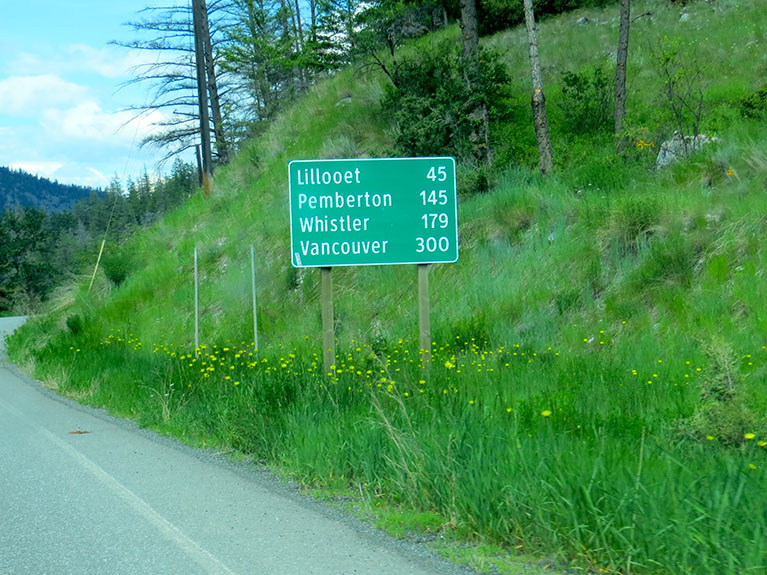 Lillooet 45
Pemberton 145
Whistler 179
Vancouver 300